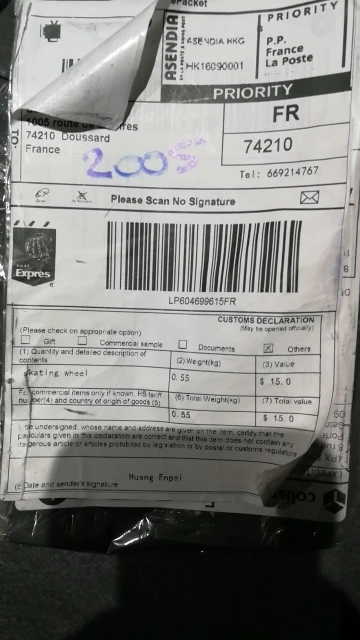 ePacket
PRIORITY
ASENDIA
ASENDIA HKG
HK16090001
P.P.
France
La Poste
PRIORITY
FR
TO:
1005 route
74210 Doussard
France
74210
2005
Tel: 669214767
Please Scan No Signature
Expres
LP604699615FR
CUSTOMS DECLARATION
(May be opened officially)
(Please check on appropriate option)
Gift
Commercial sample
Documents
Others
(1) Quantity and detailed description of contents
(2)Weight(kg)
(3) Value
skating wheel
0.55
$ 15.0
For commercial items only if known, HS tariff number(4) and country of origin of goods (5)
(6) Total Weight(kg)
(7) Total value
0.55
$ 15.0
I, the undersigned, whose name and address are given on the item, certify that the
particulars given in the declaration are correct and that this item does not contain any
dangerous article or articles prohibited by legislation or by postal or customs regulations
Huang Enpei
Date and sender's signature